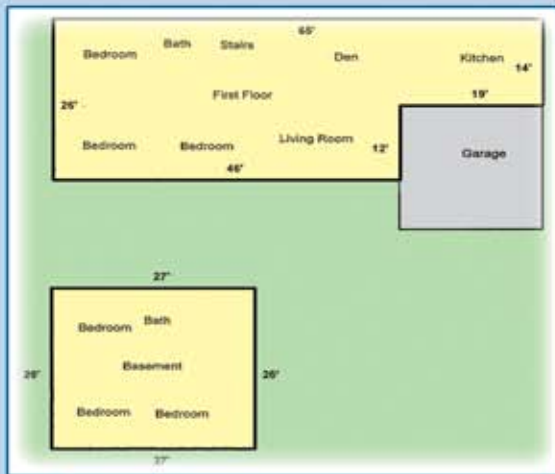 65'
Bedroom Bath Stairs Den Kitchen
14'
19'
First Floor
26'
Bedroom Bedroom Living Room
12'
46'
Garage
27'
Bedroom Bath
Basement
26' 26'
Bedroom Bedroom
27'